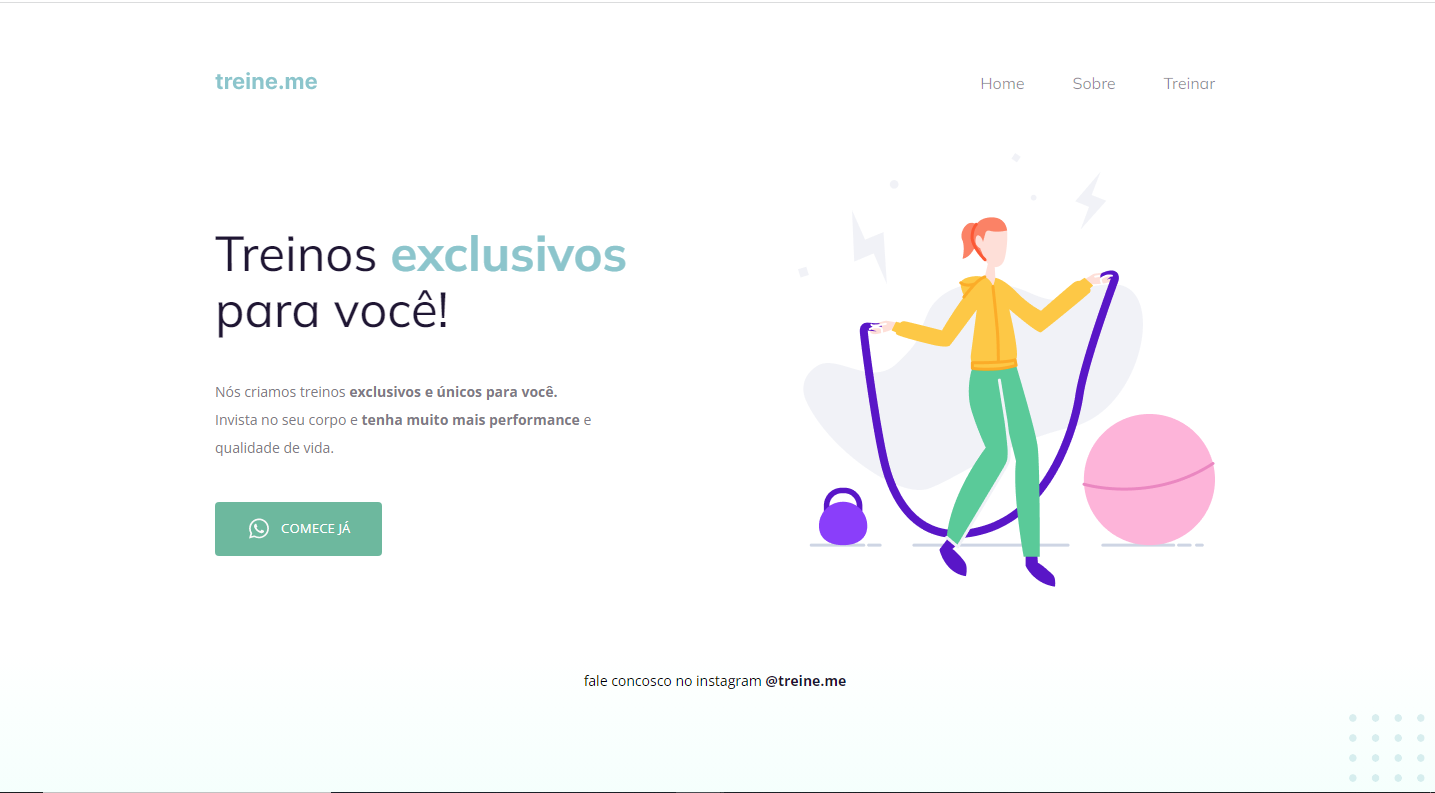 treine.me
Home Sobre Treinar
Treinos exclusivos
para você!
Nós criamos treinos exclusivos e únicos para você.
Invista no seu corpo e tenha muito mais performance e
qualidade de vida.
COMECE JÁ
fale concosco no instagram @treine.me